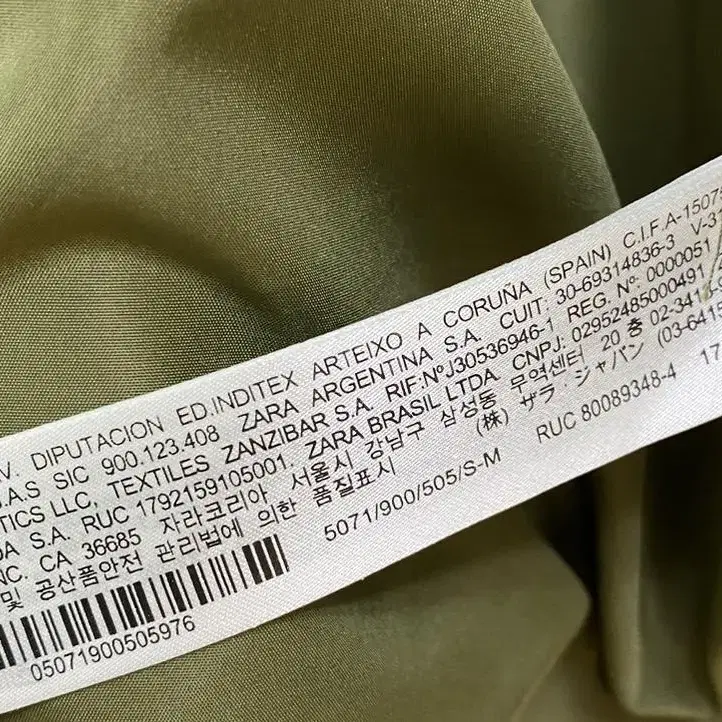 V. DIPUTACION ED.INDITEX ARTEIXO A CORUÑA (SPAIN) C.I.F.A-1507
.A.S SIC 900.123.408 ZARA ARGENTINA S.A. CUIT: 30-69314836-3 V-3
TICS LLC, TEXTILES ZANZIBAR S.A. RIF:NºJ30536946-1 REG. Nº: 0000051
DA S.A. RUC 1792159105001. ZARA BRASIL LTDA CNPJ: 02952485000491
NC. CA 36685 자라코리아 서울시 강남구 삼성동 무역센터 20 층 02-3413-
및 공산품안전 관리법에 의한 품질표시 (株) ザラ・ジャパン (03-6415
5071/900/505/S-M RUC 80089348-4 17
05071900505976